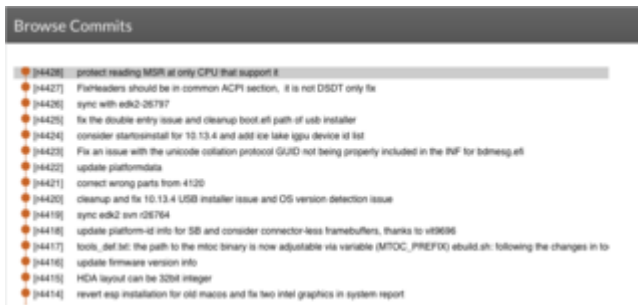 Browse Commits
[r4428] protect reading MSR at only CPU that support it
[r4427] FixHeaders should be in common ACPI section, it is not DSDT only fix
[r4426] sync with edk2-26797
[r4425] fix the double entry issue and cleanup boot.efi path of usb installer
[r4424] consider startosinstall for 10.13.4 and add ice lake igpu device id list
[r4423] Fix an issue with the unicode collation protocol GUID not being properly included in the INF for bdmesg.efi
[r4422] update platformdata
[r4421] correct wrong parts from 4120
[r4420] cleanup and fix 10.13.4 USB installer issue and OS version detection issue
[r4419] sync edk2 svn r26764
[r4418] update platform-id info for SB and consider connector-less framebuffers, thanks to vit9696
[r4417] tools_def.txt: the path to the mtoc binary is now adjustable via variable (MTOC_PREFIX) ebuild.sh: following the changes in to
[r4416] update firmware version info
[r4415] HDA layout can be 32bit integer
[r4414] revert esp installation for old macos and fix two intel graphics in system report